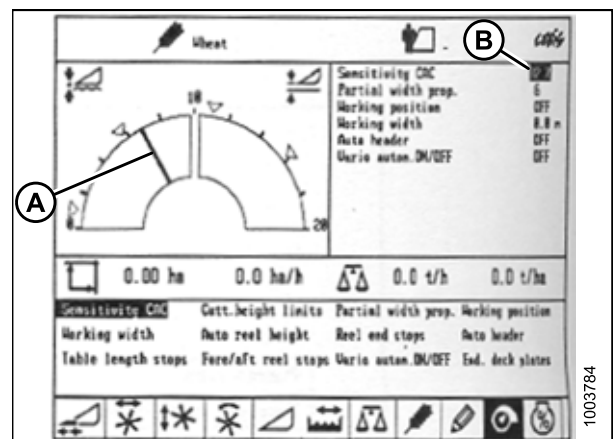 Wheat
B
A
10
0
20
Sensitivity CAC
Partial width prop. 6
Working position OFF
Working width 0.0 m
Auto header OFF
Vario autom.ON/OFF OFF
0.00 ha 0.0 ha/h 0.0 t/h 0.0 t/ha
Sensitivity CAC Cutt.height limits Partial width prop. Working position
Working width Auto reel height Reel end stops Auto header
Table length stops Fore/aft reel stops Vario autom.ON/OFF End. deck plates
1003784